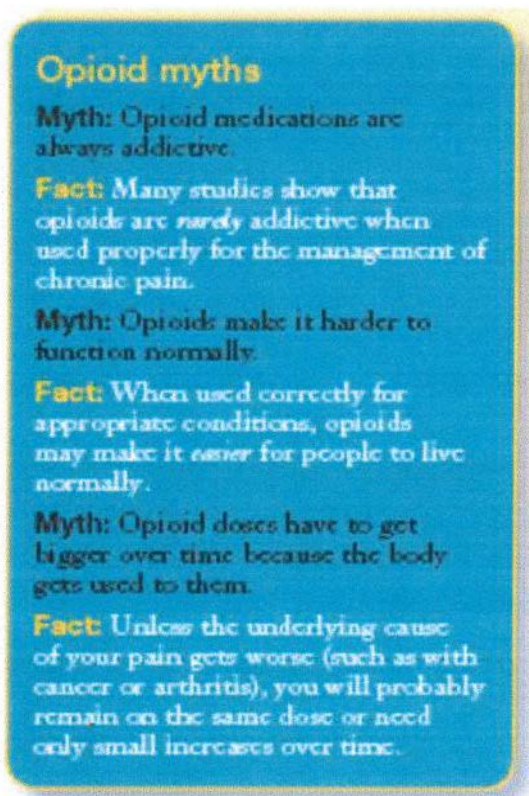 Opioid myths
Myth: Opioid medications are
always addictive.
Fact: Many studies show that
opioids are rarely addictive when
used properly for the management of
chronic pain.
Myth: Opioids make it harder to
function normally.
Fact: When used correctly for
appropriate conditions, opioids
may make it easier for people to live
normally.
Myth: Opioid doses have to get
bigger over time because the body
gets used to them.
Fact: Unless the underlying cause
of your pain gets worse (such as with
cancer or arthritis), you will probably
remain on the same dose or need
only small increases over time.